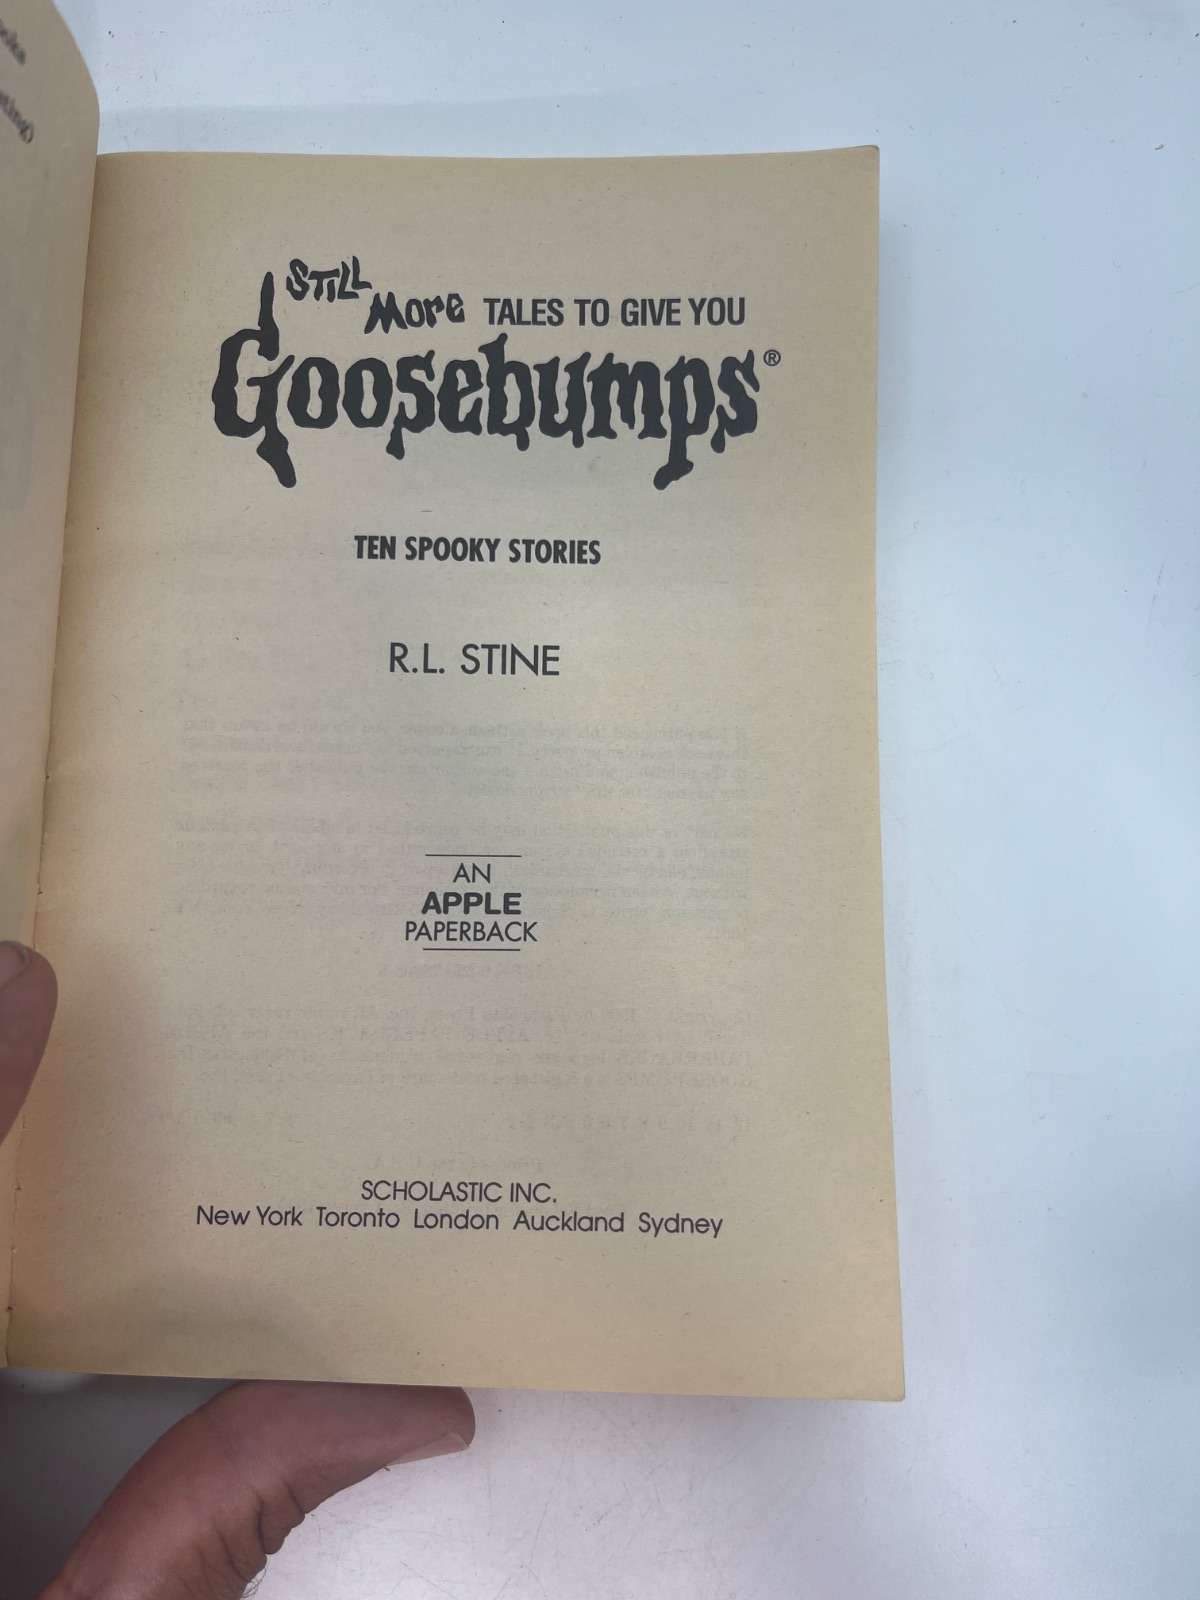 STILL
More TALES TO GIVE YOU
Goosebumps®
TEN SPOOKY STORIES
R.L. STINE
AN
APPLE
PAPERBACK
SCHOLASTIC INC.
New York Toronto London Auckland Sydney